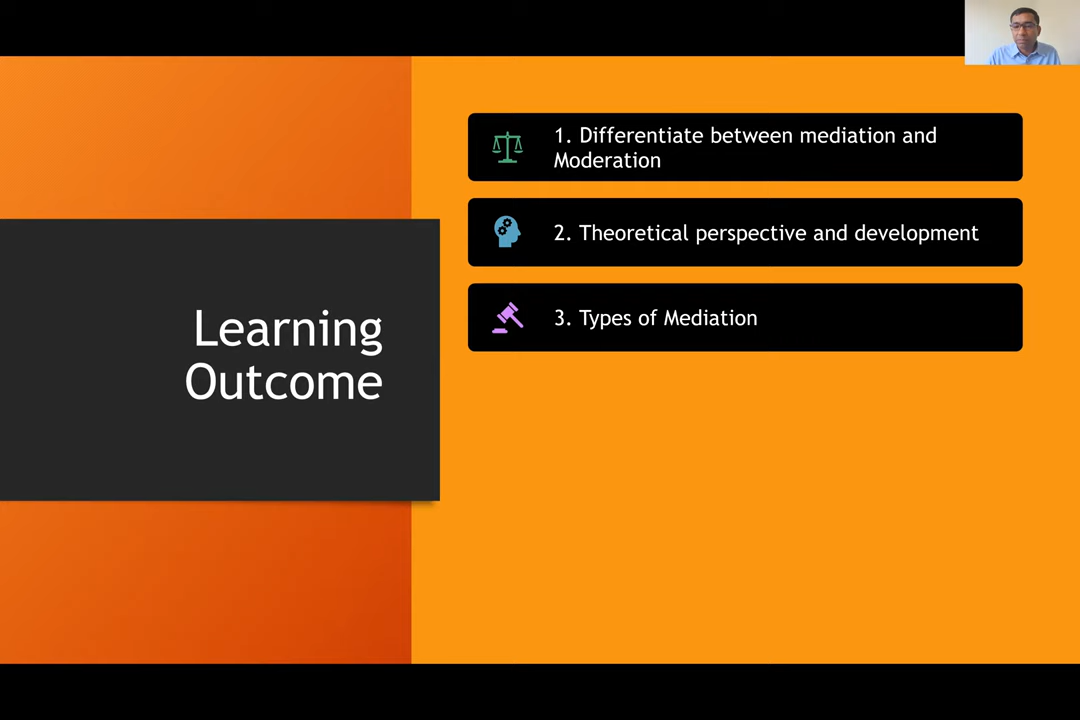 Learning
Outcome
1. Differentiate between mediation and
Moderation
2. Theoretical perspective and development
3. Types of Mediation